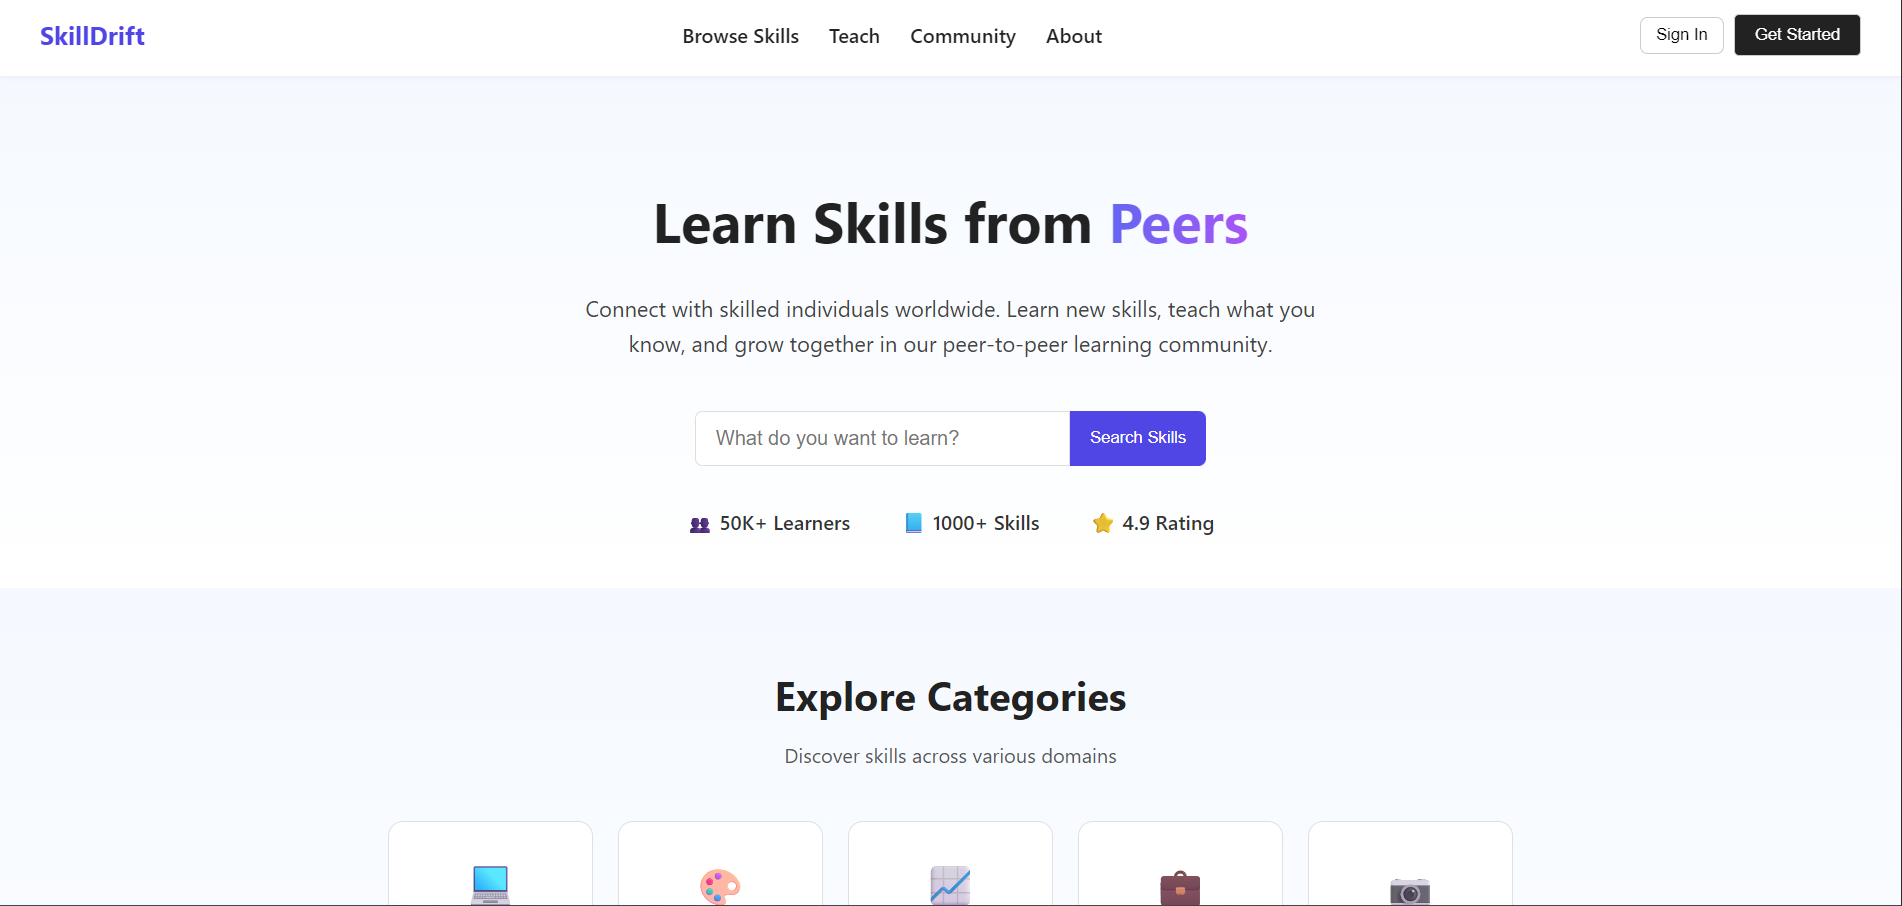 SkillDrift
Browse Skills
Teach
Community
About
Sign In
Get Started
Learn Skills from Peers
Connect with skilled individuals worldwide. Learn new skills, teach what you
know, and grow together in our peer-to-peer learning community.
What do you want to learn?
Search Skills
50K+ Learners
1000+ Skills
4.9 Rating
Explore Categories
Discover skills across various domains